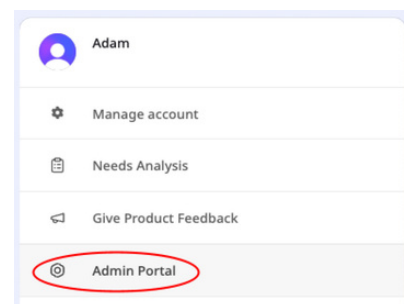 Adam
Manage account
Needs Analysis
Give Product Feedback
Admin Portal